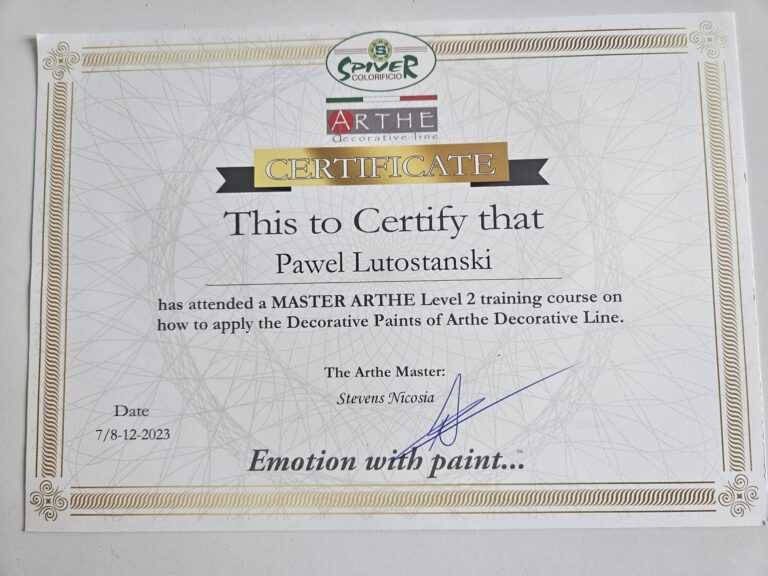 SPIVER
COLORIFICIO
ARTHE
decorative line
CERTIFICATE
This to Certify that
Pawel Lutostanski
has attended a MASTER ARTHE Level 2 training course on
how to apply the Decorative Paints of Arthe Decorative Line.
The Arthe Master:
Stevens Nicosia
Date
7/8-12-2023
Emotion with paint...™